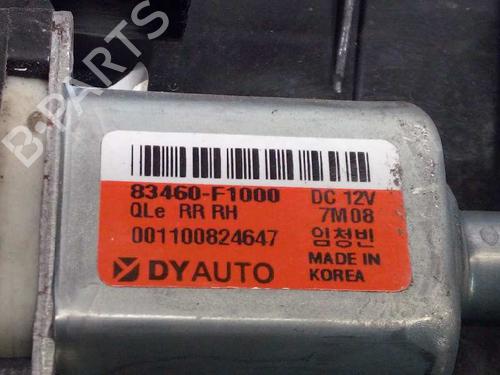 83460-F1000 DC 12V
QLe RR RH 7M08
001100824647 임청빈
DYAUTO MADE IN
KOREA
B-PARTS